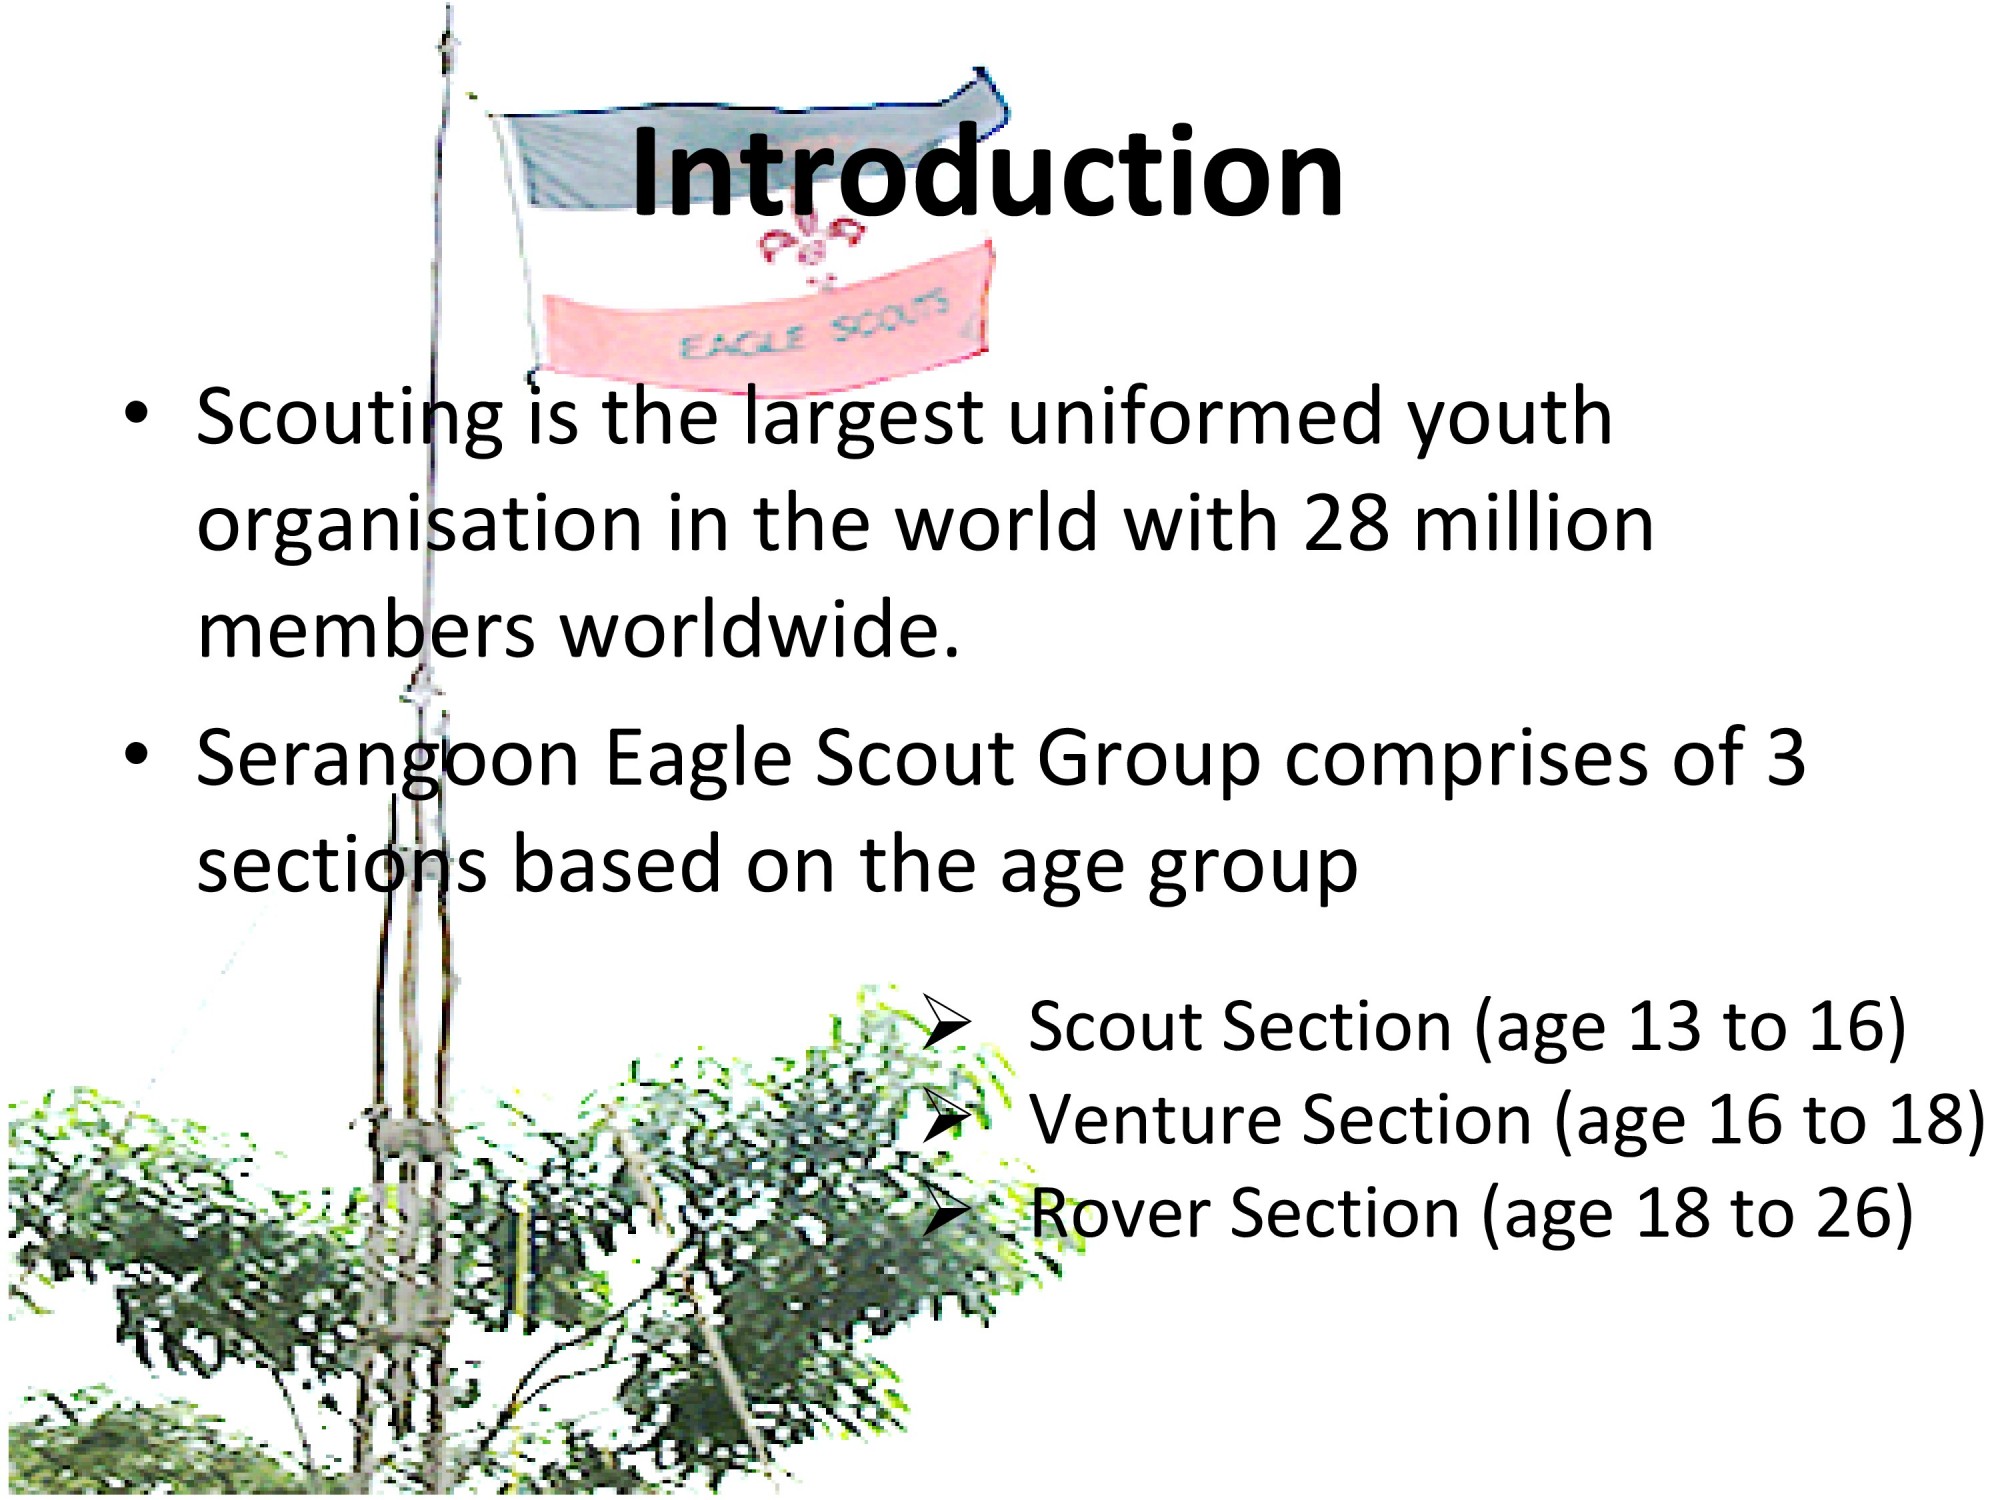 Introduction
EAGLE SCOUTS
• Scouting is the largest uniformed youth
organisation in the world with 28 million
members worldwide.
• Serangoon Eagle Scout Group comprises of 3
sections based on the age group
➢ Scout Section (age 13 to 16)
➢ Venture Section (age 16 to 18)
➢ Rover Section (age 18 to 26)